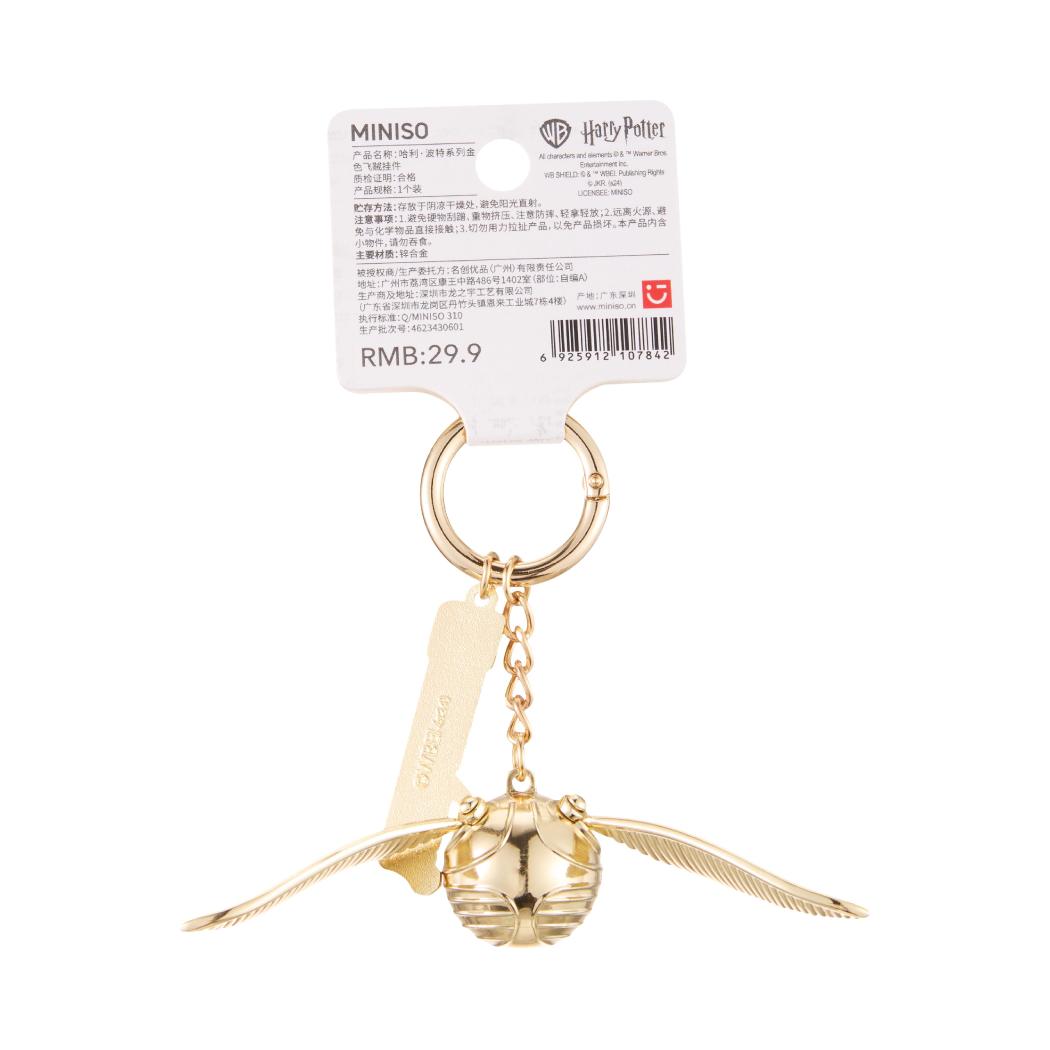 MINISO
产品名称:哈利·波特系列金
色飞贼挂件
质检证明:合格
产品规格:1个装
WB Harry Potter
All characters and elements © & ™ Warner Bros.
Entertainment Inc.
WB SHIELD: © & ™ WBEI. Publishing Rights
© JKR. (s24)
LICENSEE: MINISO
贮存方法:存放于阴凉干燥处,避免阳光直射。
注意事项:1.避免硬物刮蹭、重物挤压、注意防摔、轻拿轻放;2.远离火源、避
免与化学物品直接接触;3.切勿用力拉扯产品,以免产品损坏。本产品内含
小物件,请勿吞食。
主要材质:锌合金
被授权商/生产委托方:名创优品(广州)有限责任公司
地址:广州市荔湾区康王中路486号1402室(部位:自编A)
生产商及地址:深圳市龙之宇工艺有限公司
(广东省深圳市龙岗区丹竹头镇恩来工业城7栋4楼)
执行标准:Q/MINISO 310
生产批次号:4623430601
产地:广东深圳
www.miniso.cn
RMB:29.9
6 925912 107842
©WBEI s24